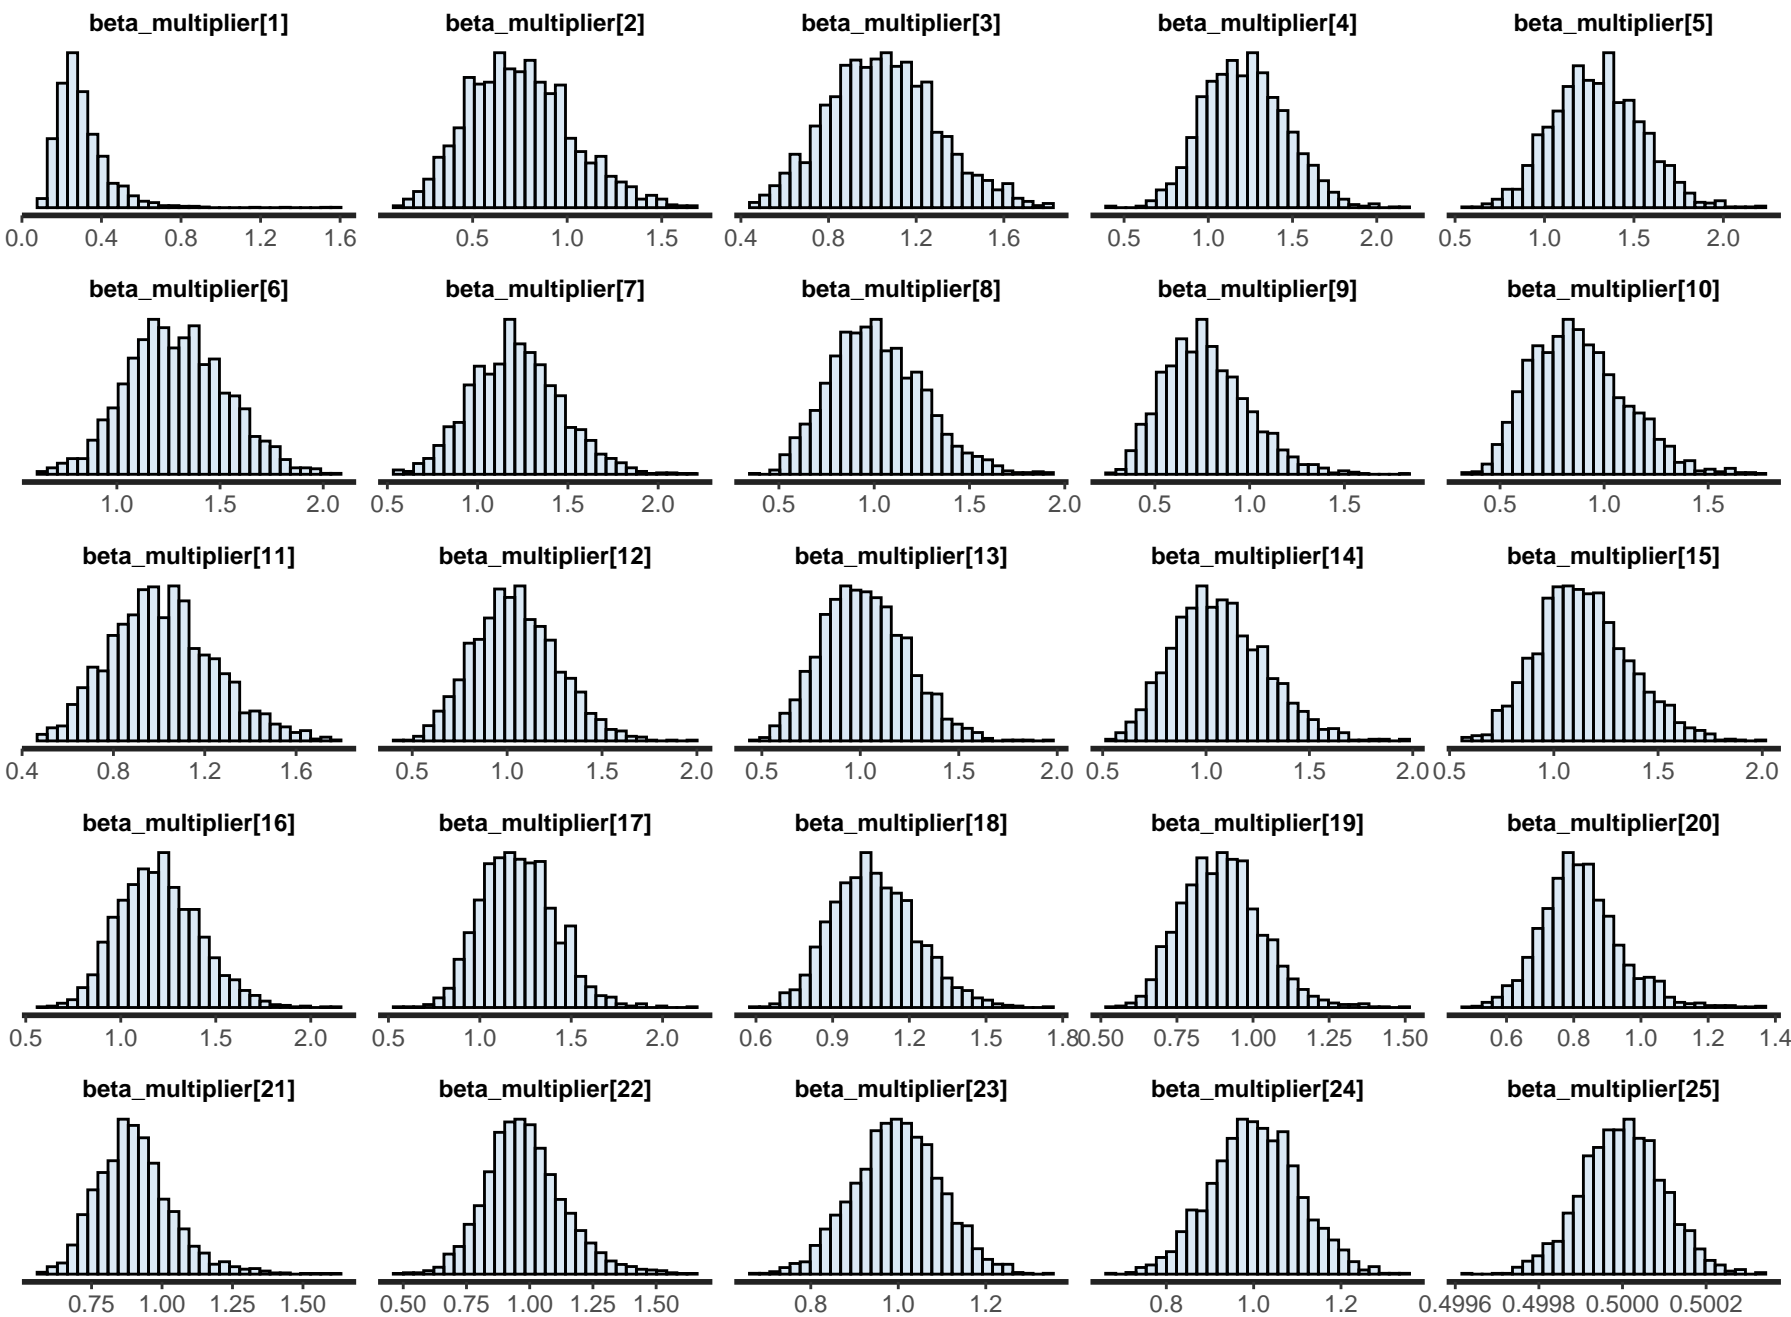 beta_multiplier[1] beta_multiplier[2] beta_multiplier[3] beta_multiplier[4] beta_multiplier[5]
0.0 0.4 0.8 1.2 1.6 0.5 1.0 1.5 0.4 0.8 1.2 1.6 0.5 1.0 1.5 2.0 0.5 1.0 1.5 2.0
beta_multiplier[6] beta_multiplier[7] beta_multiplier[8] beta_multiplier[9] beta_multiplier[10]
1.0 1.5 2.0 0.5 1.0 1.5 2.0 0.5 1.0 1.5 2.0 0.5 1.0 1.5 0.5 1.0 1.5
beta_multiplier[11] beta_multiplier[12] beta_multiplier[13] beta_multiplier[14] beta_multiplier[15]
0.4 0.8 1.2 1.6 0.5 1.0 1.5 2.0 0.5 1.0 1.5 2.0 0.5 1.0 1.5 2.0 0.5 1.0 1.5 2.0
beta_multiplier[16] beta_multiplier[17] beta_multiplier[18] beta_multiplier[19] beta_multiplier[20]
0.5 1.0 1.5 2.0 0.5 1.0 1.5 2.0 0.6 0.9 1.2 1.5 1.8 0.50 0.75 1.00 1.25 1.50 0.6 0.8 1.0 1.2 1.4
beta_multiplier[21] beta_multiplier[22] beta_multiplier[23] beta_multiplier[24] beta_multiplier[25]
0.75 1.00 1.25 1.50 0.50 0.75 1.00 1.25 1.50 0.8 1.0 1.2 0.8 1.0 1.2 0.4996 0.4998 0.5000 0.5002